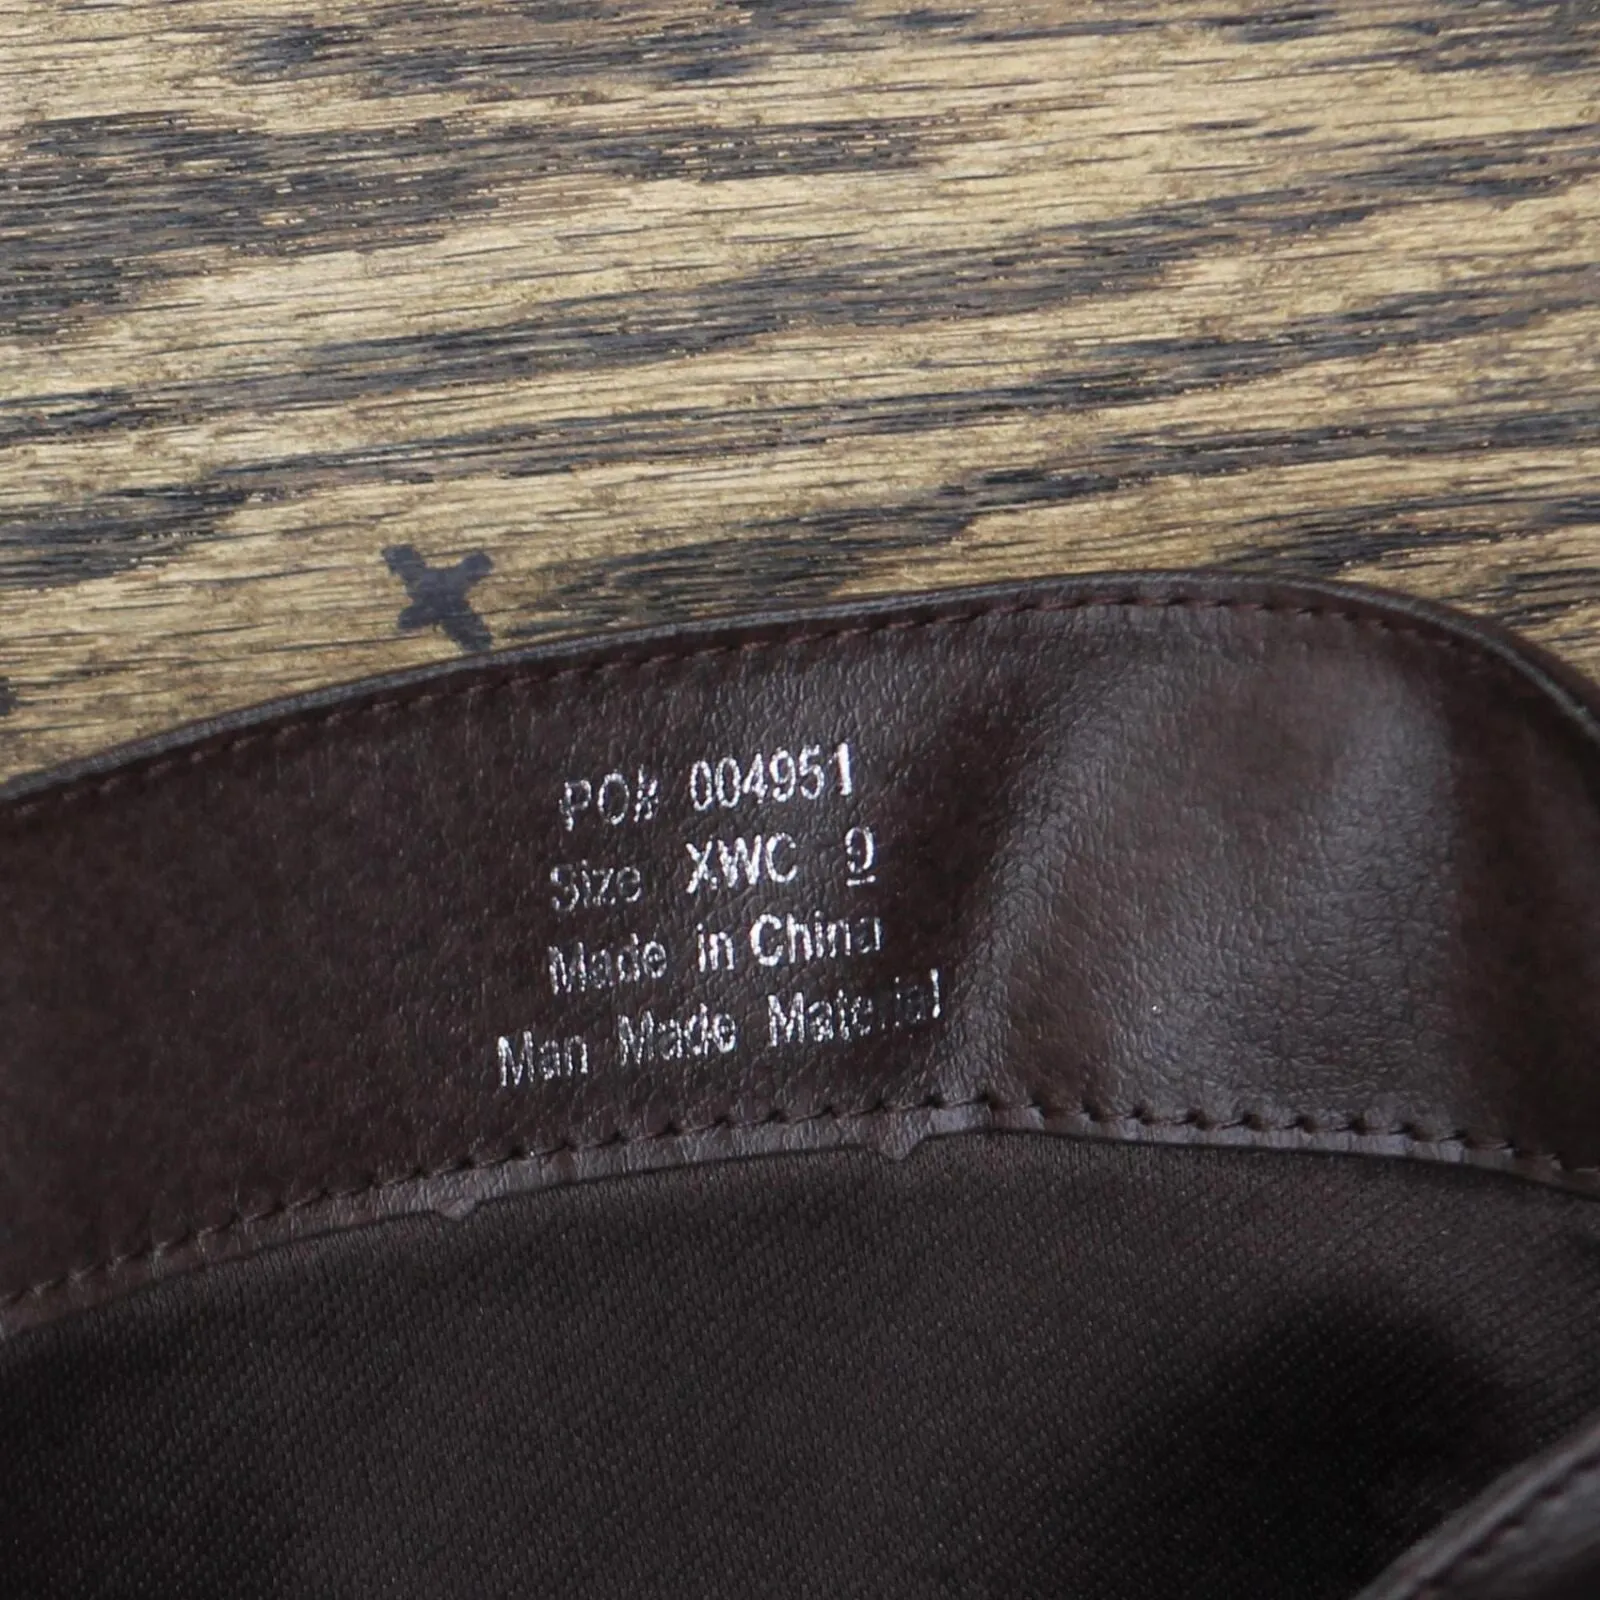 PO# 004951
Size XWC 9
Made in China
Man Made Material